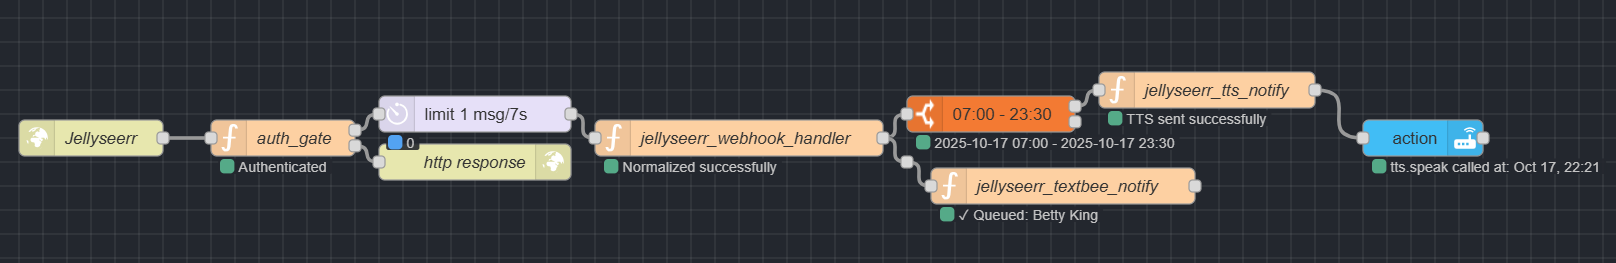 Jellyseerr
auth_gate
Authenticated
limit 1 msg/7s
0
http response
jellyseerr_webhook_handler
Normalized successfully
07:00 - 23:30
2025-10-17 07:00 - 2025-10-17 23:30
jellyseerr_tts_notify
TTS sent successfully
jellyseerr_textbee_notify
✓ Queued: Betty King
action
tts.speak called at: Oct 17, 22:21